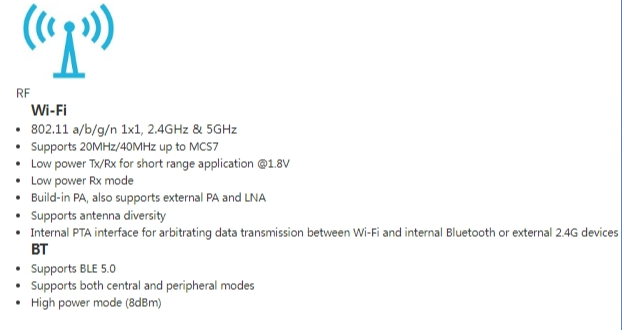 RF
Wi-Fi
• 802.11 a/b/g/n 1x1, 2.4GHz & 5GHz
• Supports 20MHz/40MHz up to MCS7
• Low power Tx/Rx for short range application @1.8V
• Low power Rx mode
• Build-in PA, also supports external PA and LNA
• Supports antenna diversity
• Internal PTA interface for arbitrating data transmission between Wi-Fi and internal Bluetooth or external 2.4G devices
BT
• Supports BLE 5.0
• Supports both central and peripheral modes
• High power mode (8dBm)